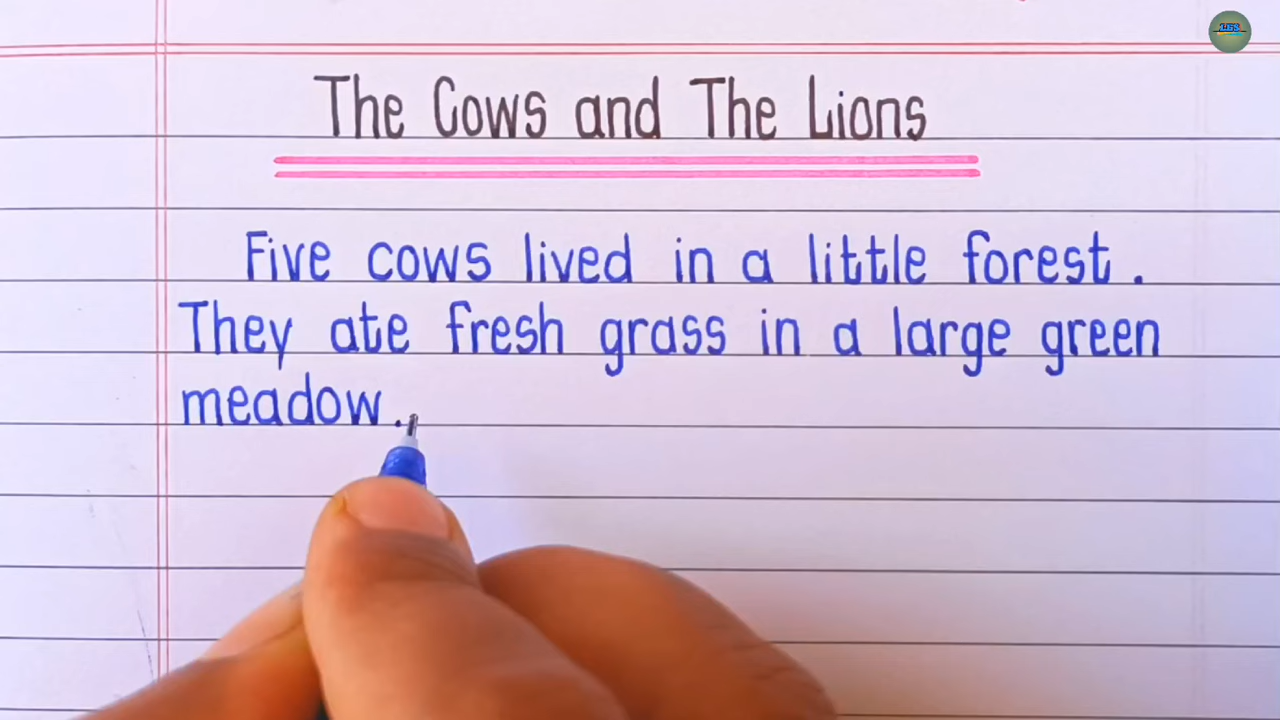 The Cows and The Lions
Five cows lived in a little forest.
They ate fresh grass in a large green
meadow.